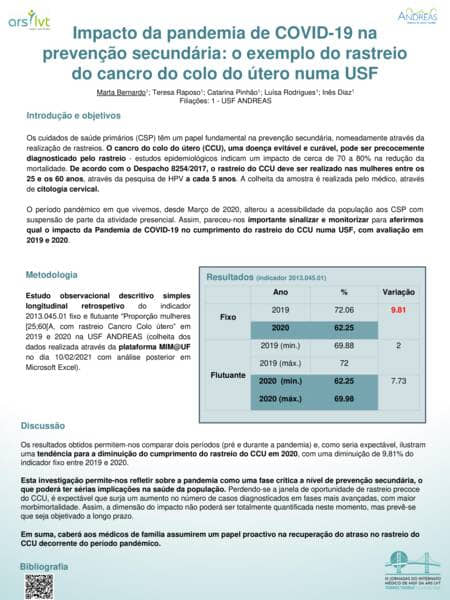 ars lvt
ANDREAS
Impacto da pandemia de COVID-19 na
prevenção secundária: o exemplo do rastreio
do cancro do colo do útero numa USF
Marta Bernardo¹; Teresa Raposo¹; Catarina Pinhão¹; Luísa Rodrigues¹; Inês Diaz¹
Filiações: 1 - USF ANDREAS
Introdução e objetivos
Os cuidados de saúde primários (CSP) têm um papel fundamental na prevenção secundária, nomeadamente através da
realização de rastreios. O cancro do colo do útero (CCU), uma doença evitável e curável, pode ser precocemente
diagnosticado pelo rastreio - estudos epidemiológicos indicam um impacto de cerca de 70 a 80% na redução da
mortalidade. De acordo com o Despacho 8254/2017, o rastreio do CCU deve ser realizado nas mulheres entre os
25 e os 60 anos, através da pesquisa de HPV a cada 5 anos. A colheita da amostra é realizada pelo médico, através
de citologia cervical.
O período pandémico em que vivemos, desde Março de 2020, alterou a acessibilidade da população aos CSP com
suspensão de parte da atividade presencial. Assim, pareceu-nos importante sinalizar e monitorizar para aferirmos
qual o impacto da Pandemia de COVID-19 no cumprimento do rastreio do CCU numa USF, com avaliação em
2019 e 2020.
Metodologia
Estudo observacional descritivo simples
longitudinal retrospetivo do indicador
2013.045.01 fixo e flutuante "Proporção mulheres
[25;60[A, com rastreio Cancro Colo útero" em
2019 e 2020 na USF ANDREAS (colheita dos
dados realizada através da plataforma MIM@UF
no dia 10/02/2021 com análise posterior em
Microsoft Excel).
Resultados (indicador 2013.045.01)
Ano % Variação
Fixo 2019 72.06 9.81
2020 62.25
Flutuante 2019 (min.) 69.88 2
2019 (máx.) 72
2020 (min.) 62.25 7.73
2020 (máx.) 69.98
Discussão
Os resultados obtidos permitem-nos comparar dois períodos (pré e durante a pandemia) e, como seria expectável, ilustram
uma tendência para a diminuição do cumprimento do rastreio do CCU em 2020, com uma diminuição de 9.81% do
indicador fixo entre 2019 e 2020.
Esta investigação permite-nos refletir sobre a pandemia como uma fase crítica a nível de prevenção secundária, o
que poderá ter sérias implicações na saúde da população. Perdendo-se a janela de oportunidade de rastreio precoce
do CCU, é expectável que surja um aumento no número de casos diagnosticados em fases mais avançadas, com maior
morbimortalidade. Assim, a dimensão do impacto não poderá ser totalmente quantificada neste momento, mas prevê-se
que seja objetivado a longo prazo.
Em suma, caberá aos médicos de família assumirem um papel proactivo na recuperação do atraso no rastreio do
CCU decorrente do período pandémico.
Bibliografia
JORNADAS DO INTERNATO
MÉDICO DE MGF DA ARS LVT